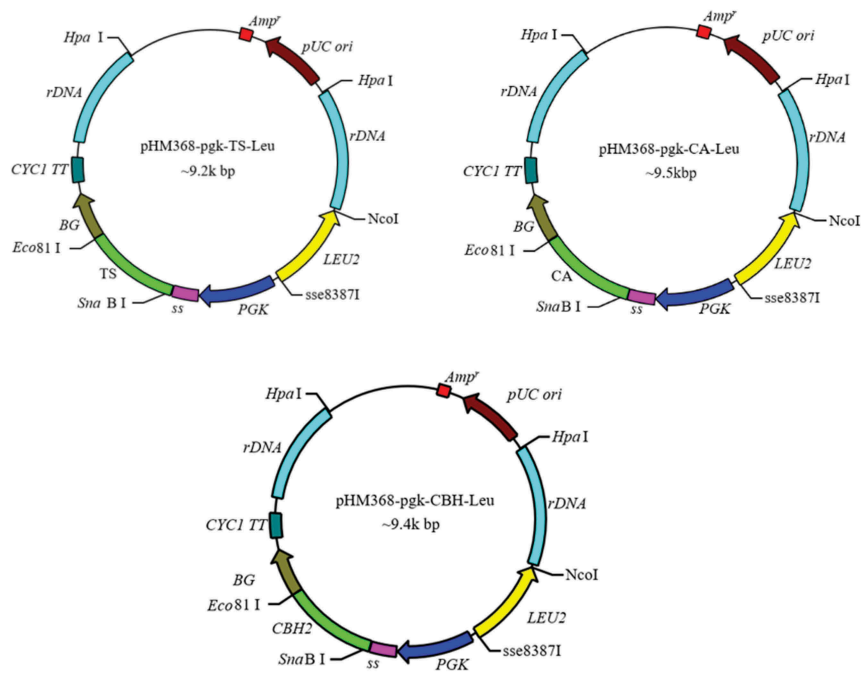 Ampʳ
Hpa I
pUC ori
Hpa I
rDNA
rDNA
pHM368-pgk-TS-Leu
~9.2k bp
CYC1 TT
BG
Eco81 I
NcoI
TS
LEU2
Sna B I
sse8387I
ss
PGK
Ampʳ
Hpa I
pUC ori
Hpa I
rDNA
rDNA
pHM368-pgk-CA-Leu
~9.5kbp
CYC1 TT
BG
Eco81 I
NcoI
CA
LEU2
SnaB I
sse8387I
ss
PGK
Ampʳ
HpaI
pUC ori
HpaI
rDNA
rDNA
pHM368-pgk-CBH-Leu
~9.4k bp
CYC1 TT
NcoI
BG
Eco81 I
CBH2
LEU2
SnaB I
sse8387I
ss
PGK